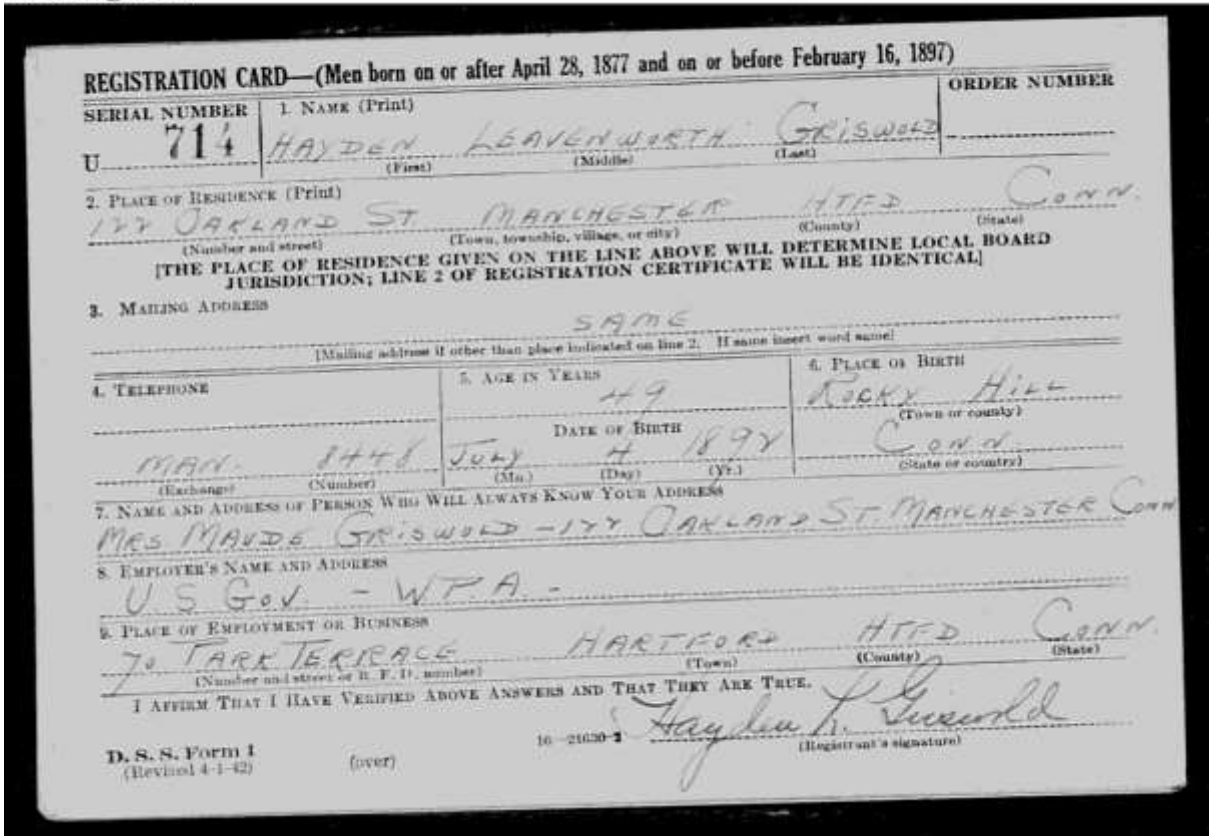 REGISTRATION CARD—(Men born on or after April 28, 1877 and on or before February 16, 1897)
SERIAL NUMBER 1. NAME (Print) ORDER NUMBER
U 714 HAYDEN LEAVENWORTH GRISWOLD
(First) (Middle) (Last)
2. PLACE OF RESIDENCE (Print)
122 OAKLAND ST. MANCHESTER HTFD CONN.
(Number and street) (Town, township, village, or city) (County) (State)
[THE PLACE OF RESIDENCE GIVEN ON THE LINE ABOVE WILL DETERMINE LOCAL BOARD
JURISDICTION; LINE 2 OF REGISTRATION CERTIFICATE WILL BE IDENTICAL]
3. MAILING ADDRESS
SAME
[Mailing address if other than place indicated on line 2. If same insert word same]
4. TELEPHONE 5. AGE IN YEARS 6. PLACE OF BIRTH
49 ROCKY HILL
DATE OF BIRTH (Town or county)
MAN. 8448 JULY 4 1892 CONN.
(Exchange) (Number) (Mo.) (Day) (Yr.) (State or country)
7. NAME AND ADDRESS OF PERSON WHO WILL ALWAYS KNOW YOUR ADDRESS
MRS MAUDE GRISWOLD - 122 OAKLAND ST. MANCHESTER CONN
8. EMPLOYER'S NAME AND ADDRESS
U S GOV. - W.P.A. -
9. PLACE OF EMPLOYMENT OR BUSINESS
70 PARK TERRACE HARTFORD HTFD CONN.
(Number and street or R. F. D. number) (Town) (County) (State)
I AFFIRM THAT I HAVE VERIFIED ABOVE ANSWERS AND THAT THEY ARE TRUE.
Hayden L. Griswold
D. S. S. Form 1 16—21630-2 (Registrant's signature)
(Revised 4-1-42) (over)